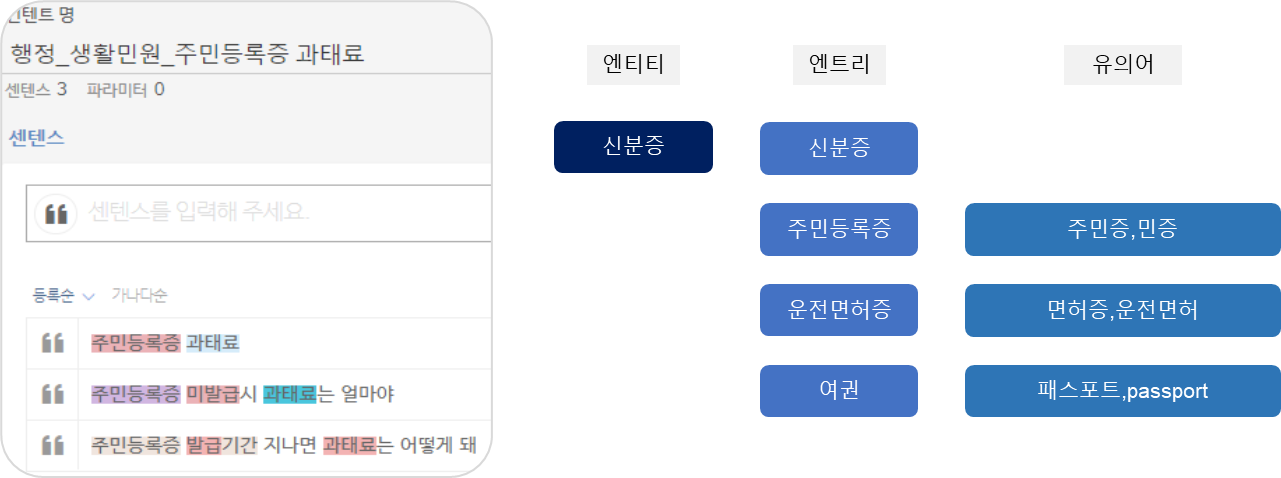 인텐트 명
행정_생활민원_주민등록증 과태료
센텐스 3 파라미터 0
센텐스
센텐스를 입력해 주세요.
등록순 가나다순
주민등록증 과태료
주민등록증 미발급시 과태료는 얼마야
주민등록증 발급기간 지나면 과태료는 어떻게 돼
엔티티 엔트리 유의어
신분증 신분증
주민등록증 주민증,민증
운전면허증 면허증,운전면허
여권 패스포트,passport